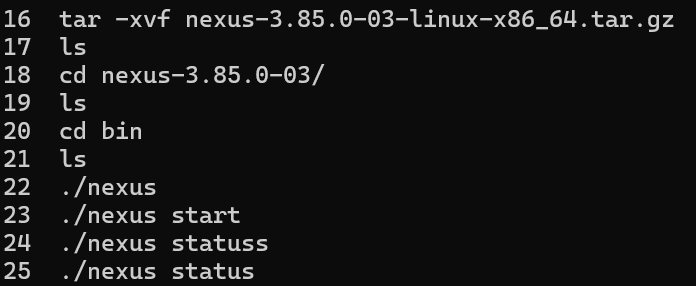 16  tar -xvf nexus-3.85.0-03-linux-x86_64.tar.gz
17  ls
18  cd nexus-3.85.0-03/
19  ls
20  cd bin
21  ls
22  ./nexus
23  ./nexus start
24  ./nexus statuss
25  ./nexus status